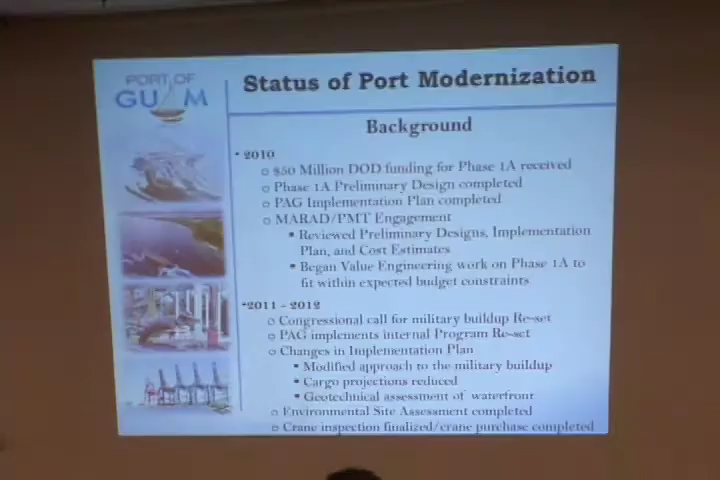 PORT OF
GUAM
Status of Port Modernization
Background
• 2010
o $50 Million DOD funding for Phase 1A received
o Phase 1A Preliminary Design completed
o PAG Implementation Plan completed
o MARAD/PMT Engagement
▪ Reviewed Preliminary Designs, Implementation
Plan, and Cost Estimates
▪ Began Value Engineering work on Phase 1A to
fit within expected budget constraints
•2011 - 2012
o Congressional call for military buildup Re-set
o PAG implements internal Program Re-set
o Changes in Implementation Plan
▪ Modified approach to the military buildup
▪ Cargo projections reduced
▪ Geotechnical assessment of waterfront
o Environmental Site Assessment completed
o Crane inspection finalized/crane purchase completed